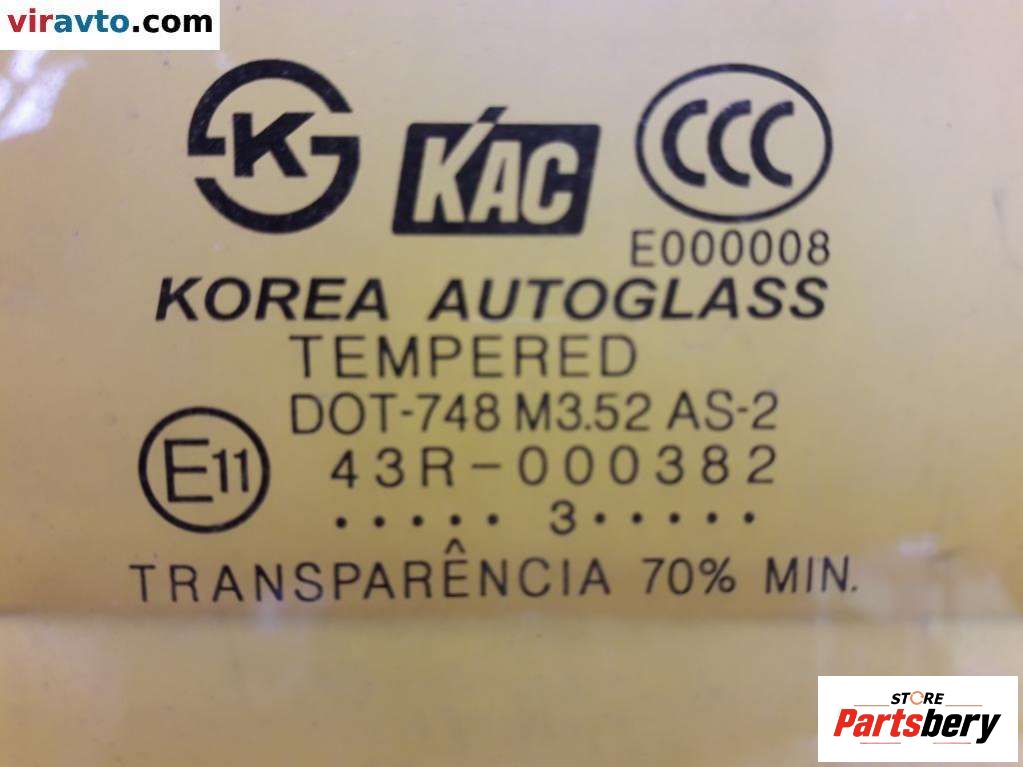 viravto.com
K
KAC
CCC
E000008
KOREA AUTOGLASS
TEMPERED
DOT-748 M3.52 AS-2
E11
43R-000382
..... 3.....
TRANSPARÊNCIA 70% MIN.
STORE
Partsbery